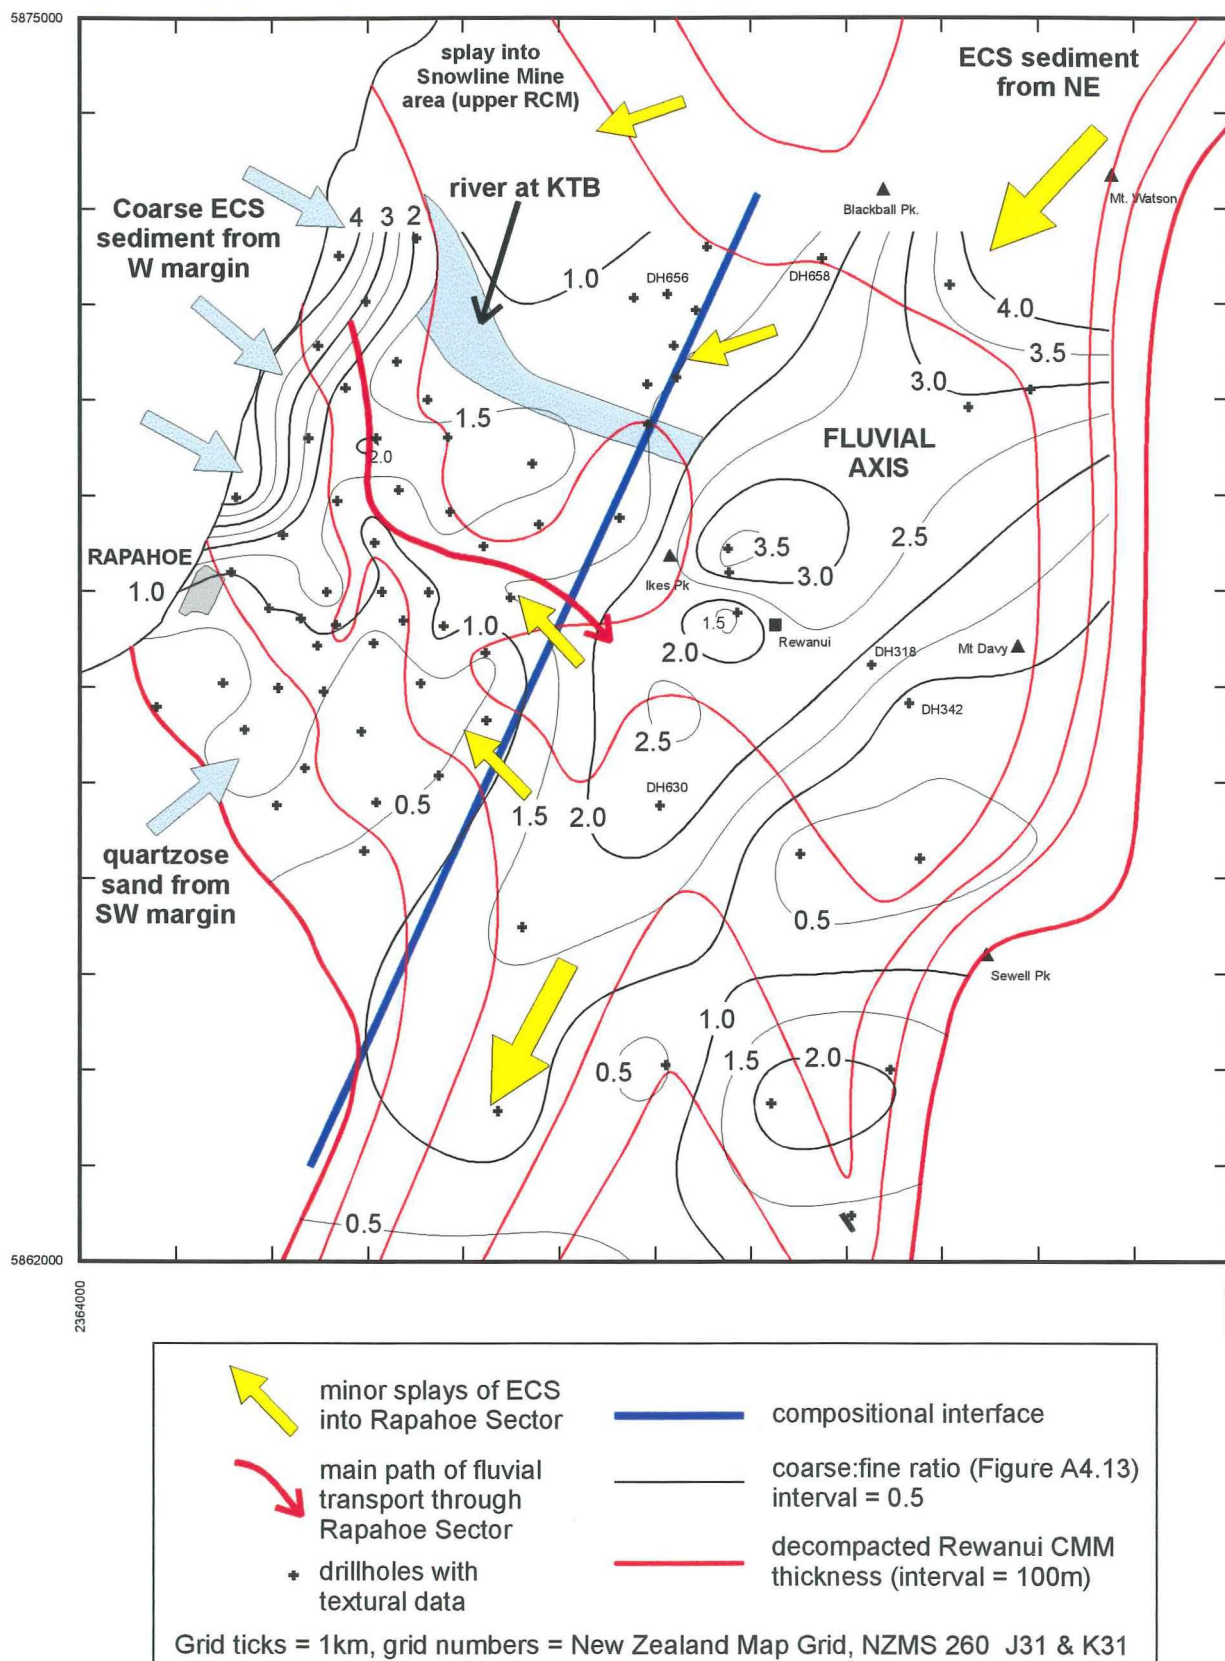 5875000
splay into
Snowline Mine
area (upper RCM)
ECS sediment
from NE
river at KTB
Coarse ECS
sediment from
W margin
4 3 2
Blackball Pk.
Mt. Watson
1.0
DH656
DH658
4.0
3.5
3.0
1.5
2.0
FLUVIAL
AXIS
2.5
RAPAHOE
1.0
3.5
3.0
Ikes Pk
1.0
1.5
2.0
Rewanui
DH318
Mt Davy
DH342
2.5
DH630
0.5
1.5
2.0
quartzose
sand from
SW margin
0.5
Sewell Pk
1.0
0.5
1.5
2.0
0.5
5862000
2364000
minor splays of ECS
into Rapahoe Sector
main path of fluvial
transport through
Rapahoe Sector
drillholes with
textural data
compositional interface
coarse:fine ratio (Figure A4.13)
interval = 0.5
decompacted Rewanui CMM
thickness (interval = 100m)
Grid ticks = 1km, grid numbers = New Zealand Map Grid, NZMS 260 J31 & K31